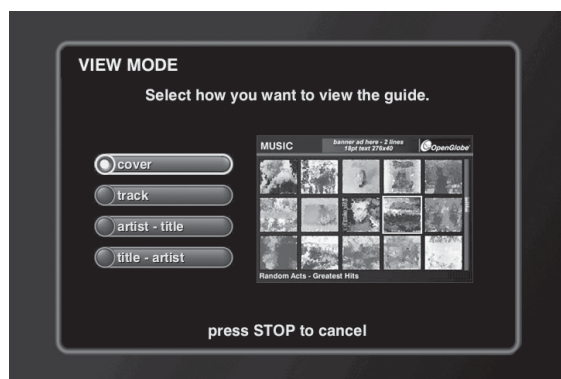 VIEW MODE
Select how you want to view the guide.
cover
track
artist - title
title - artist
MUSIC
banner ad here - 2 lines
18pt text 276x40
OpenGlobe
Random Acts - Greatest Hits
press STOP to cancel